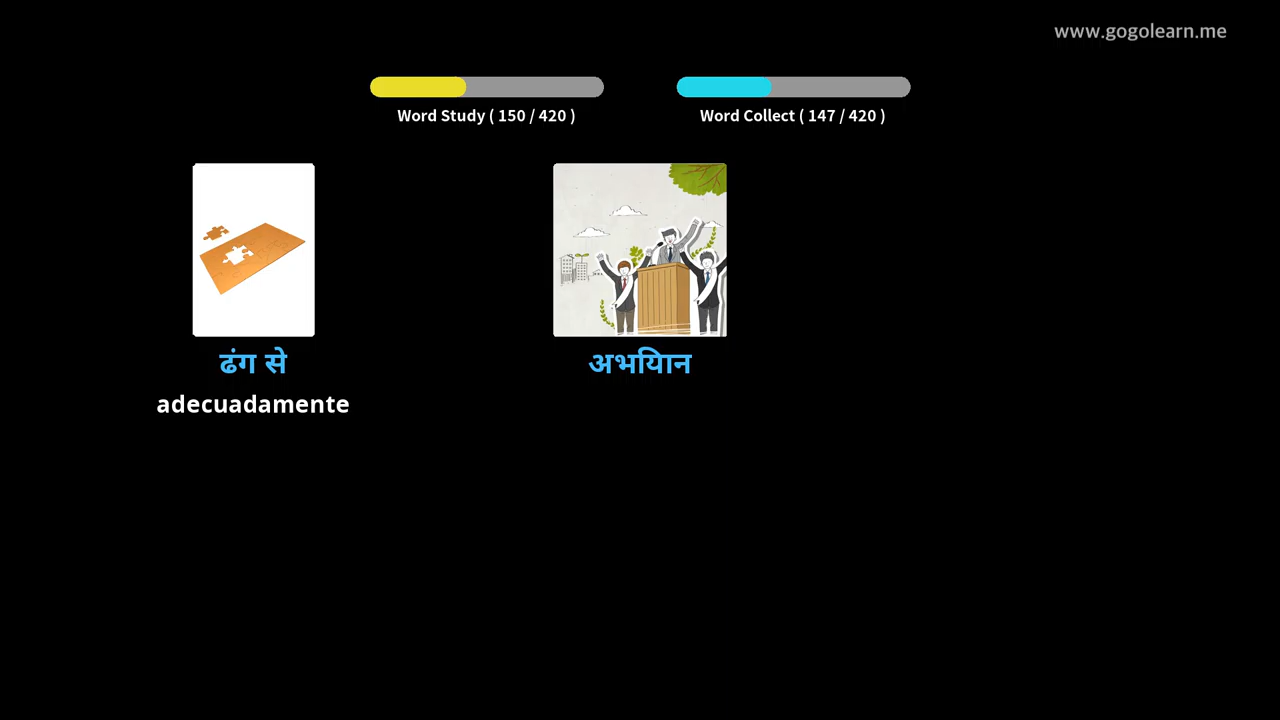 www.gogolearn.me
Word Study ( 150 / 420 )
Word Collect ( 147 / 420 )
ढंग से
अभियान
adecuadamente